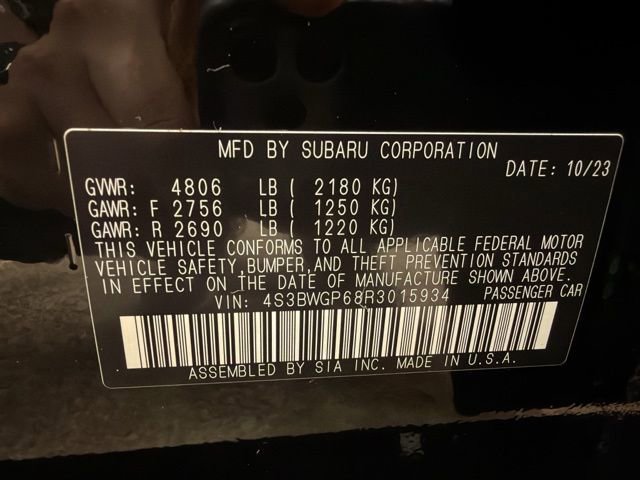 MFD BY SUBARU CORPORATION
DATE: 10/23
GVWR: 4806 LB ( 2180 KG)
GAWR: F 2756 LB ( 1250 KG)
GAWR: R 2690 LB ( 1220 KG)
THIS VEHICLE CONFORMS TO ALL APPLICABLE FEDERAL MOTOR
VEHICLE SAFETY,BUMPER,AND THEFT PREVENTION STANDARDS
IN EFFECT ON THE DATE OF MANUFACTURE SHOWN ABOVE.
VIN: 4S3BWGP68R3015934 PASSENGER CAR
ASSEMBLED BY SIA INC. MADE IN U.S.A.